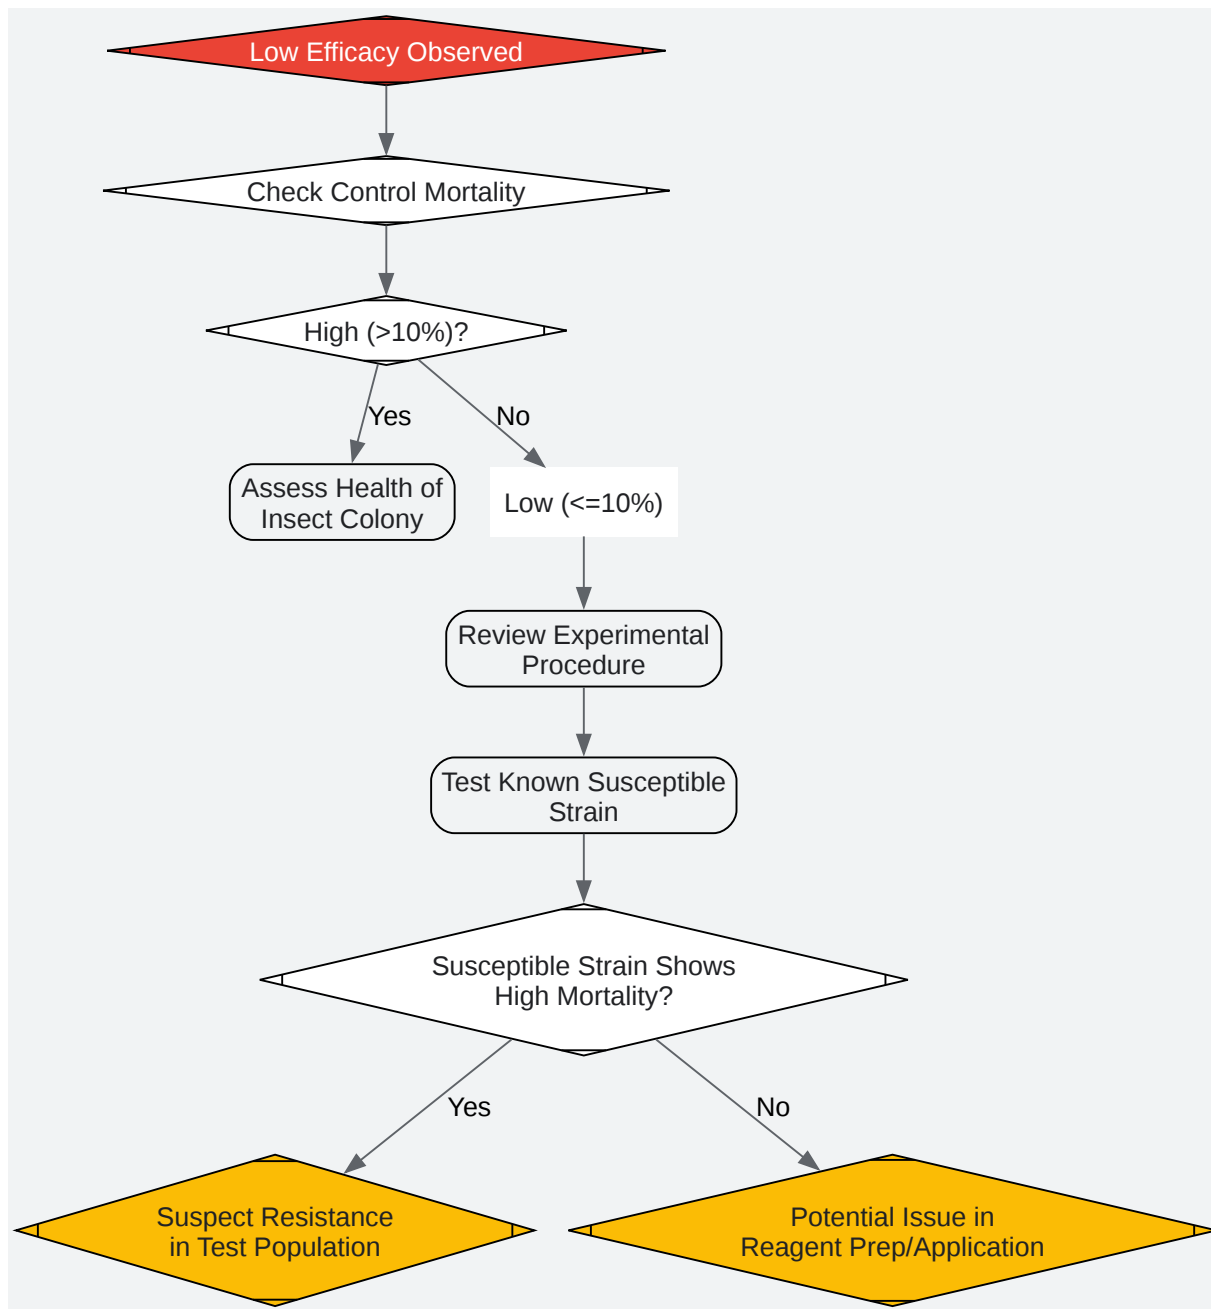 Low Efficacy Observed
Check Control Mortality
High (>10%)?
Yes
No
Assess Health of
Insect Colony
Low (<=10%)
Review Experimental
Procedure
Test Known Susceptible
Strain
Susceptible Strain Shows
High Mortality?
Yes
No
Suspect Resistance
in Test Population
Potential Issue in
Reagent Prep/Application